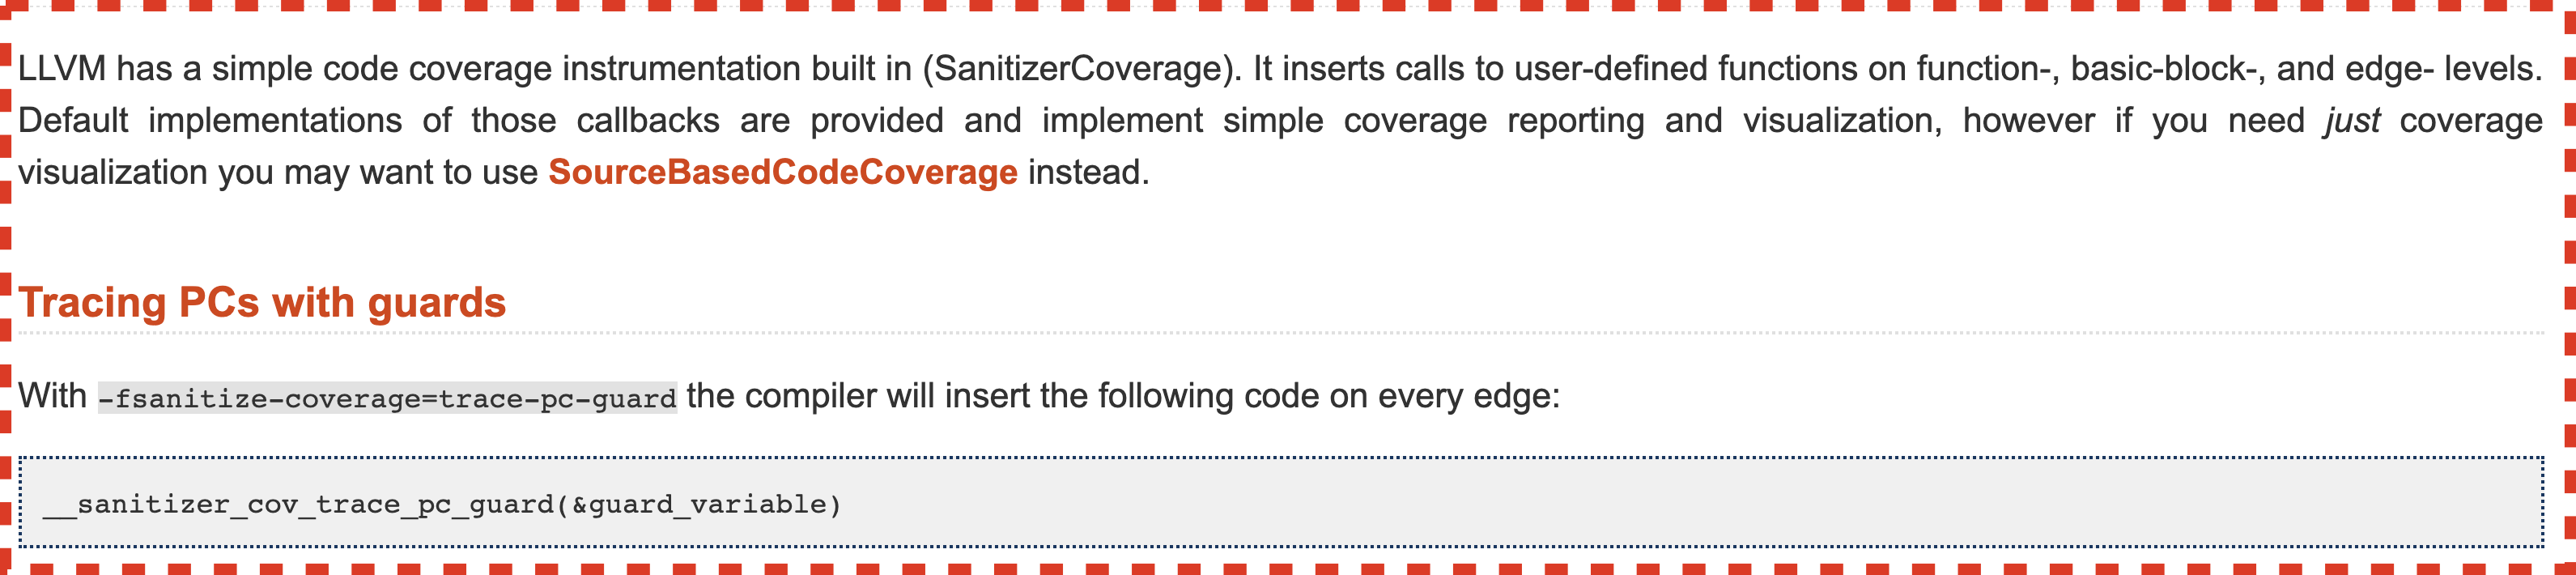 LLVM has a simple code coverage instrumentation built in (SanitizerCoverage). It inserts calls to user-defined functions on function-, basic-block-, and edge- levels.
Default implementations of those callbacks are provided and implement simple coverage reporting and visualization, however if you need just coverage
visualization you may want to use SourceBasedCodeCoverage instead.
Tracing PCs with guards
With -fsanitize-coverage=trace-pc-guard the compiler will insert the following code on every edge:
__sanitizer_cov_trace_pc_guard(&guard_variable)